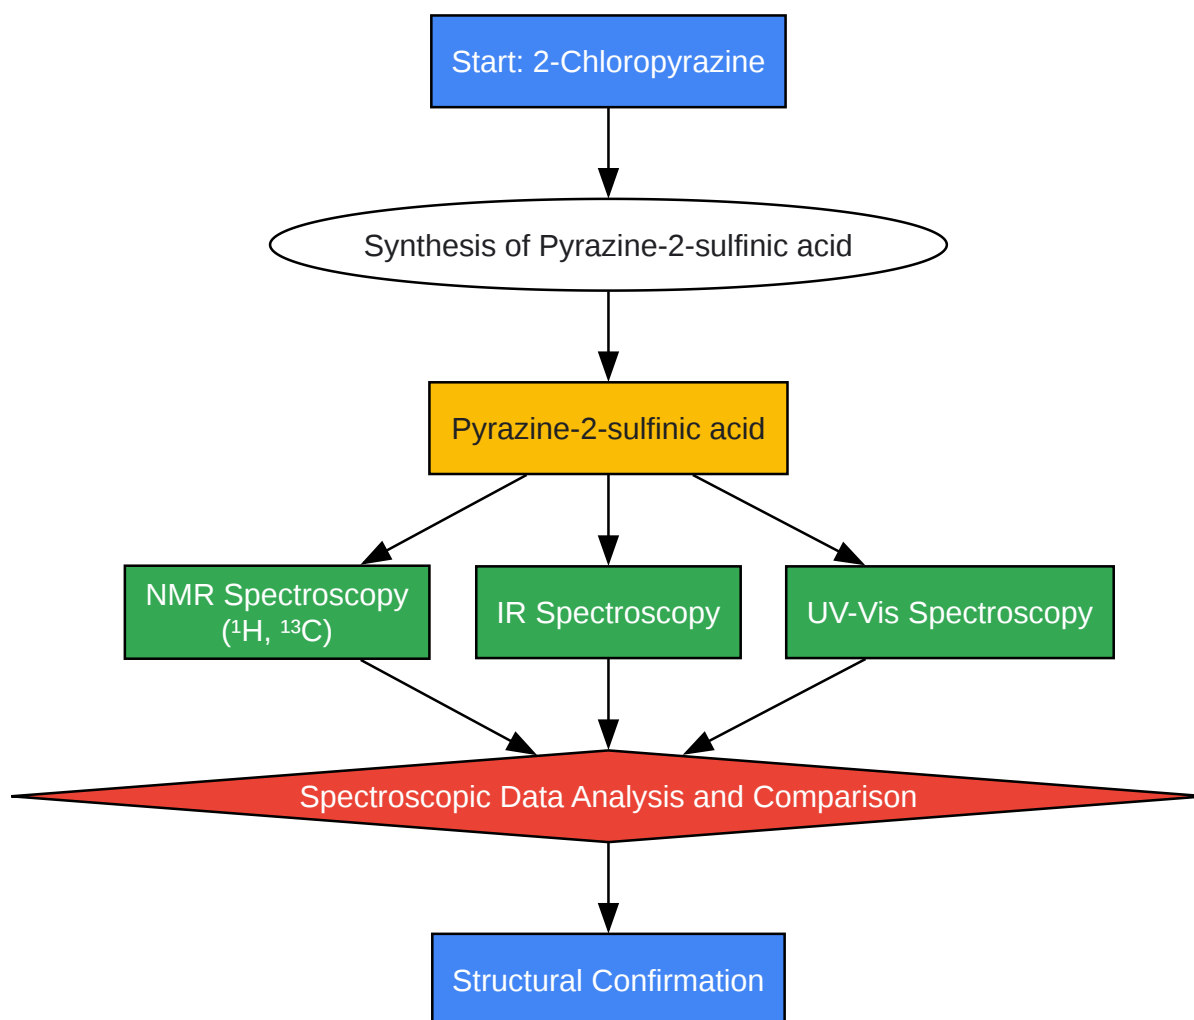 Start: 2-Chloropyrazine
Synthesis of Pyrazine-2-sulfinic acid
Pyrazine-2-sulfinic acid
NMR Spectroscopy
(¹H, ¹³C)
IR Spectroscopy
UV-Vis Spectroscopy
Spectroscopic Data Analysis and Comparison
Structural Confirmation